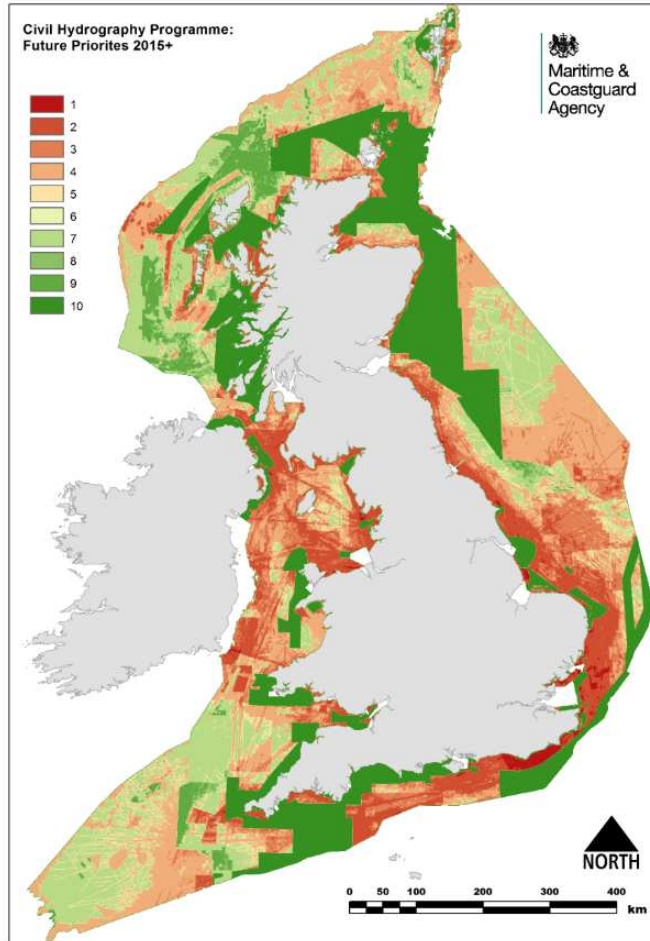 Civil Hydrography Programme:
Future Priorites 2015+
Maritime &
Coastguard
Agency
1
2
3
4
5
6
7
8
9
10
NORTH
0 50 100 200 300 400
km